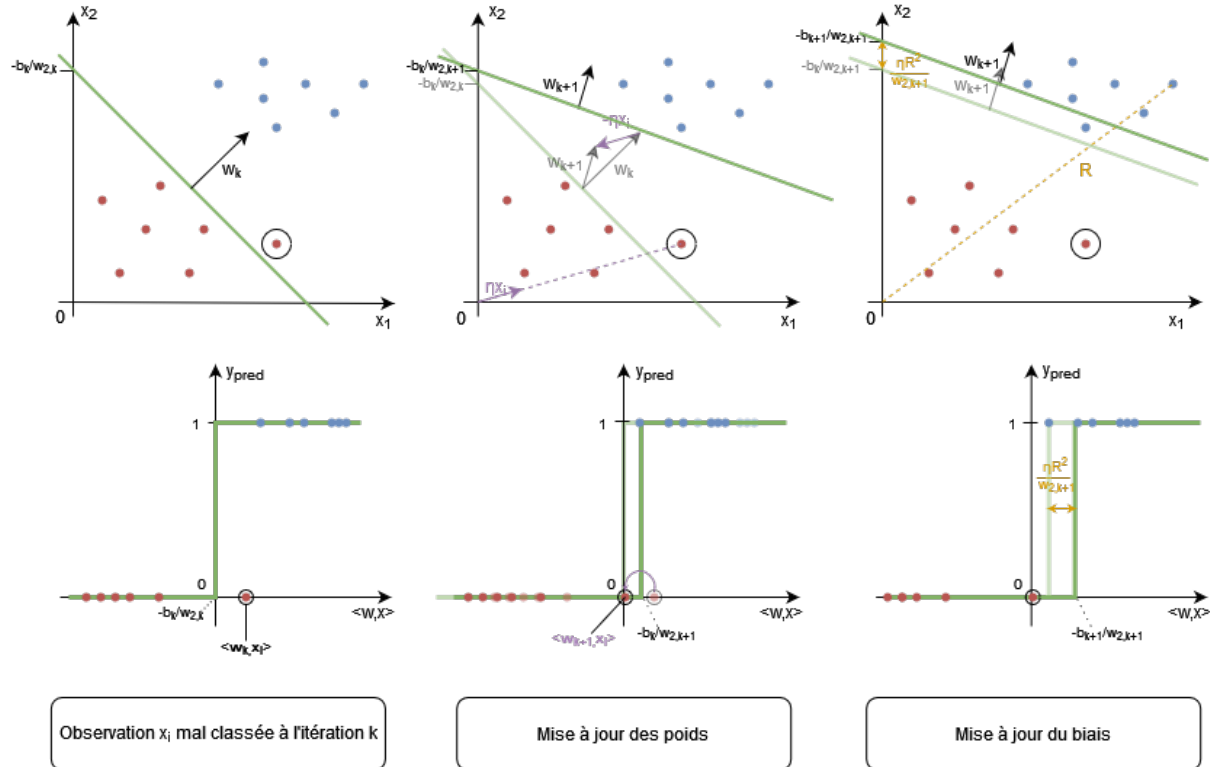 x₂
-bₖ/w₂,ₖ
wₖ
0
x₁
x₂
-bₖ/w₂,ₖ₊₁
-bₖ/w₂,ₖ
wₖ₊₁
-ηxᵢ
wₖ₊₁
wₖ
ηxᵢ
0
x₁
x₂
-bₖ₊₁/w₂,ₖ₊₁
-bₖ/w₂,ₖ₊₁
ηR²
w₂,ₖ₊₁
wₖ₊₁
wₖ₊₁
R
0
x₁
y_pred
1
0
-bₖ/w₂,ₖ
<w,x>
<wₖ,xᵢ>
y_pred
1
0
<w,x>
<wₖ₊₁,xᵢ>
-bₖ/w₂,ₖ₊₁
y_pred
1
ηR²
w₂,ₖ₊₁
0
<w,x>
-bₖ₊₁/w₂,ₖ₊₁
Observation xᵢ mal classée à l'itération k
Mise à jour des poids
Mise à jour du biais